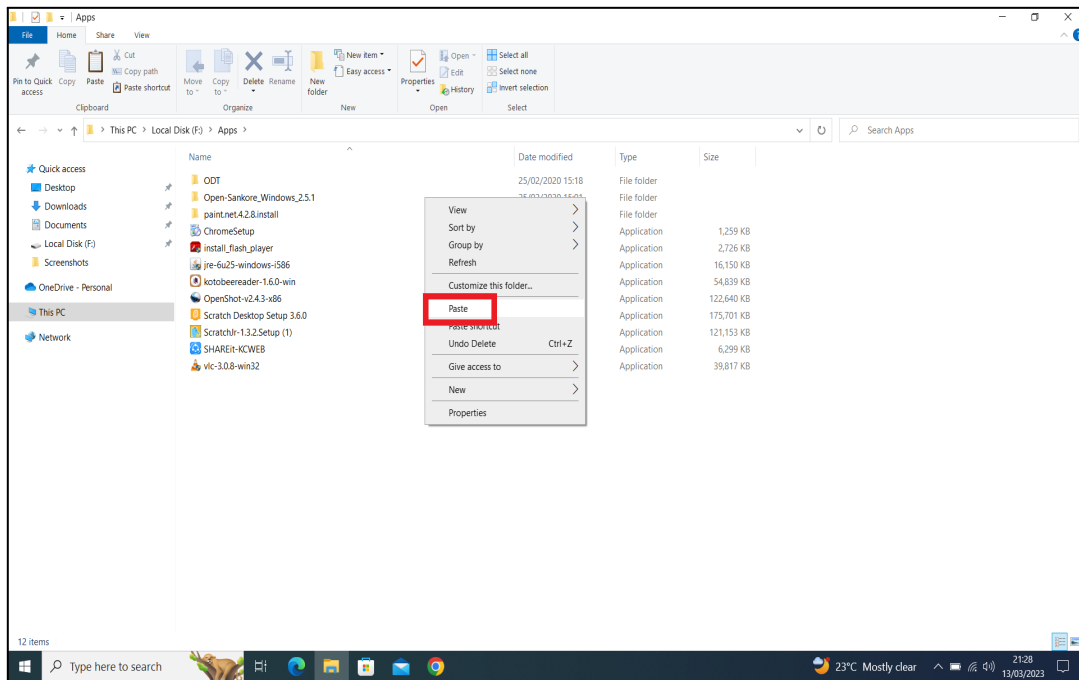 Apps
File Home Share View
Pin to Quick access
Copy
Paste
Cut
Copy path
Paste shortcut
Clipboard
Move to
Copy to
Delete
Rename
Organize
New folder
New item
Easy access
New
Properties
Open
Edit
History
Open
Select all
Select none
Invert selection
Select
This PC > Local Disk (F:) > Apps >
Search Apps
Quick access
Desktop
Downloads
Documents
Local Disk (F:)
Screenshots
OneDrive - Personal
This PC
Network
Name Date modified Type Size
ODT 25/02/2020 15:18 File folder
Open-Sankore_Windows_2.5.1 25/02/2020 15:01 File folder
paint.net.4.2.8.install File folder
ChromeSetup Application 1,259 KB
install_flash_player Application 2,726 KB
jre-6u25-windows-i586 Application 16,150 KB
kotobeereader-1.6.0-win Application 54,839 KB
OpenShot-v2.4.3-x86 Application 122,640 KB
Scratch Desktop Setup 3.6.0 Application 175,701 KB
ScratchJr-1.3.2.Setup (1) Application 121,153 KB
SHAREit-KCWEB Application 6,299 KB
vlc-3.0.8-win32 Application 39,817 KB
View
Sort by
Group by
Refresh
Customize this folder...
Paste
Paste shortcut
Undo Delete Ctrl+Z
Give access to
New
Properties
12 items
Type here to search
23°C Mostly clear
21:28
13/03/2023